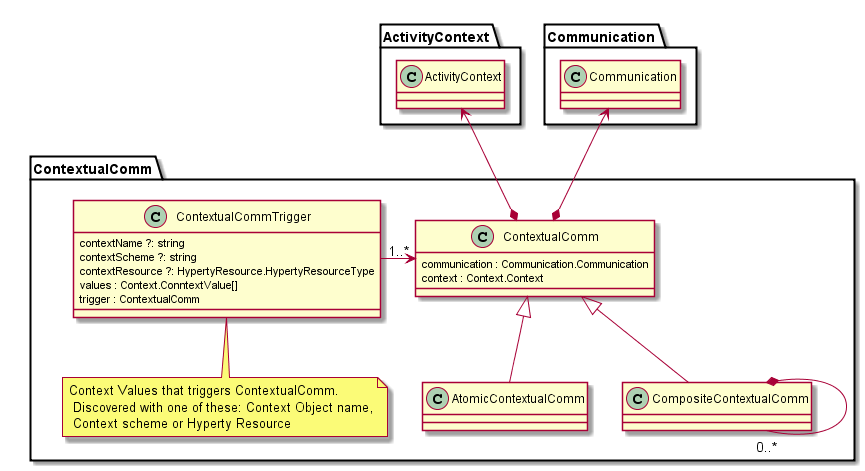 ActivityContext
Communication
C ActivityContext
C Communication
ContextualComm
C ContextualCommTrigger
contextName ?: string
contextScheme ?: string
contextResource ?: HypertyResource.HypertyResourceType
values : Context.ConntextValue[]
trigger : ContextualComm
1..*
C ContextualComm
communication : Communication.Communication
context : Context.Context
Context Values that triggers ContextualComm.
Discovered with one of these: Context Object name,
Context scheme or Hyperty Resource
C AtomicContextualComm
C CompositeContextualComm
0..*